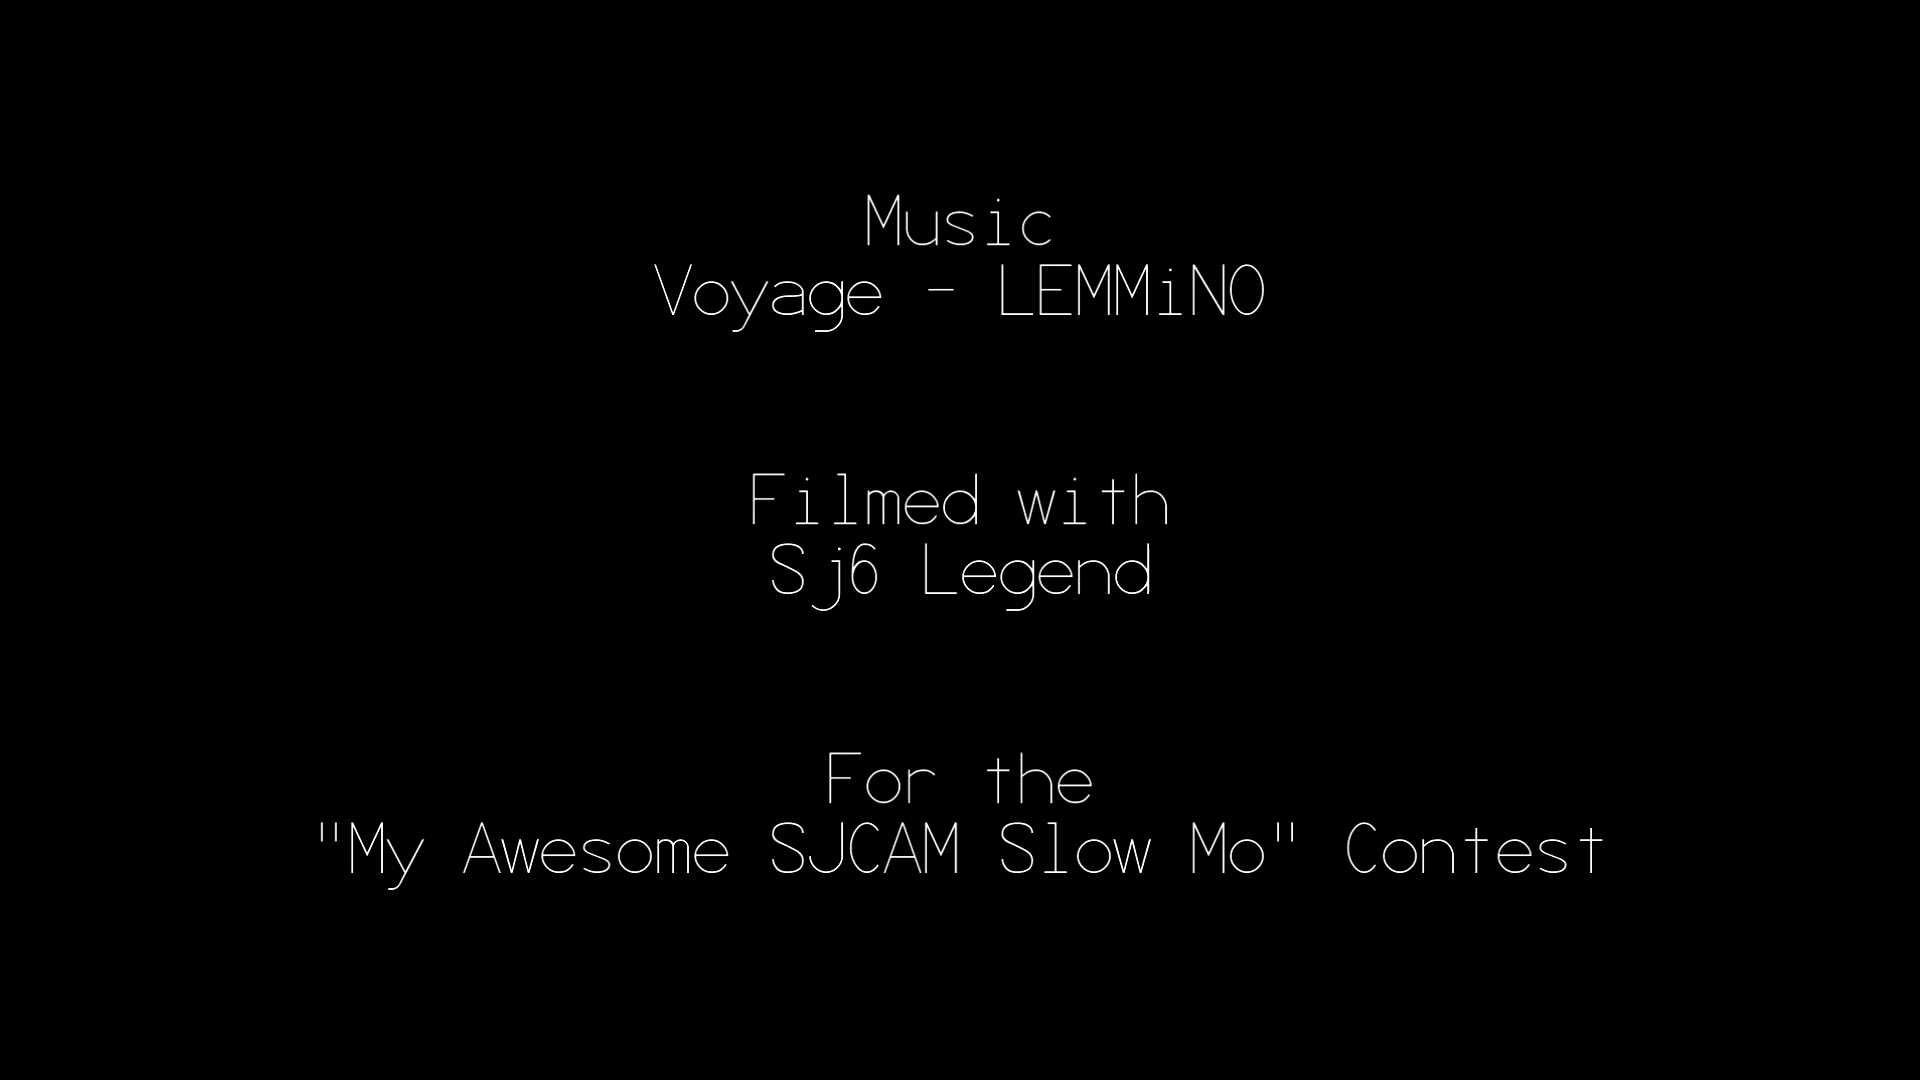 Music
Voyage - LEMMiNO
Filmed with
Sj6 Legend
For the
"My Awesome SJCAM Slow Mo" Contest